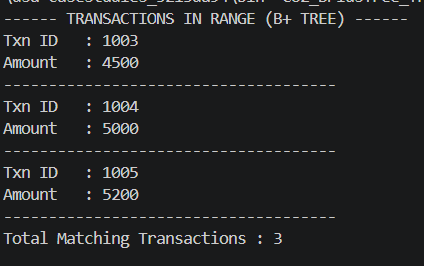 ------ TRANSACTIONS IN RANGE (B+ TREE) ------
Txn ID   : 1003
Amount   : 4500
------------------------------------
Txn ID   : 1004
Amount   : 5000
------------------------------------
Txn ID   : 1005
Amount   : 5200
------------------------------------
Total Matching Transactions : 3